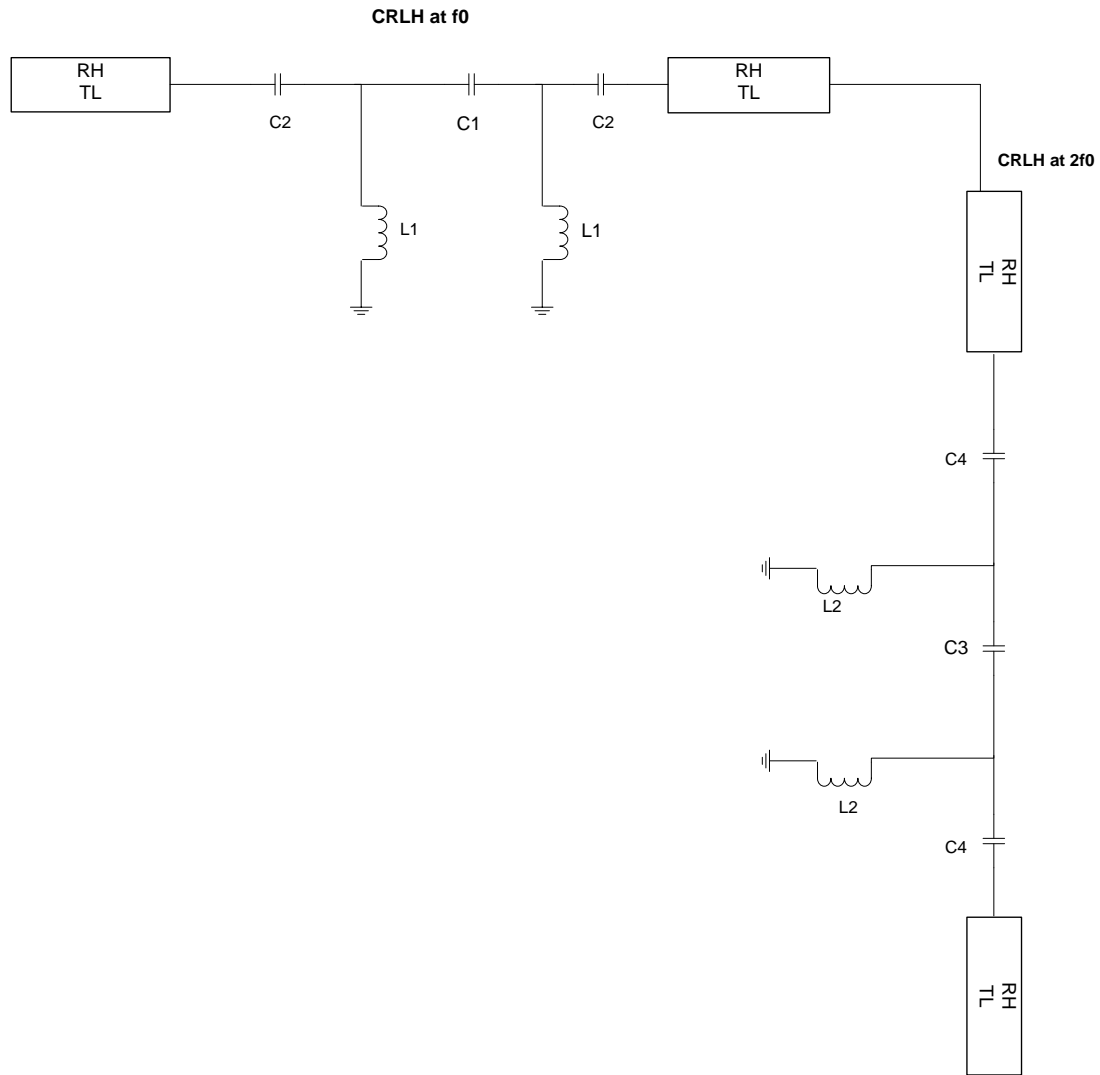 CRLH at f0
RH
TL
RH
TL
C2
C1
C2
CRLH at 2f0
L1
L1
RH
TL
C4
L2
C3
L2
C4
RH
TL